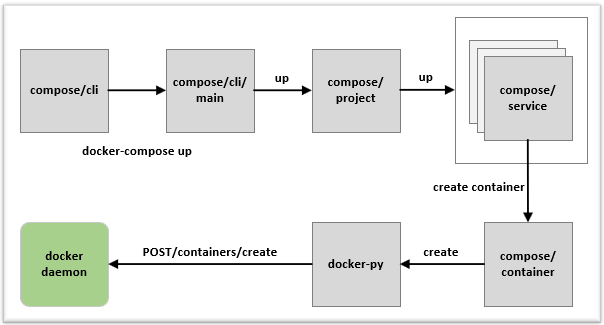 compose/cli
compose/cli/
main
up
compose/
project
up
compose/
service
docker-compose up
create container
docker
daemon
POST/containers/create
docker-py
create
compose/
container